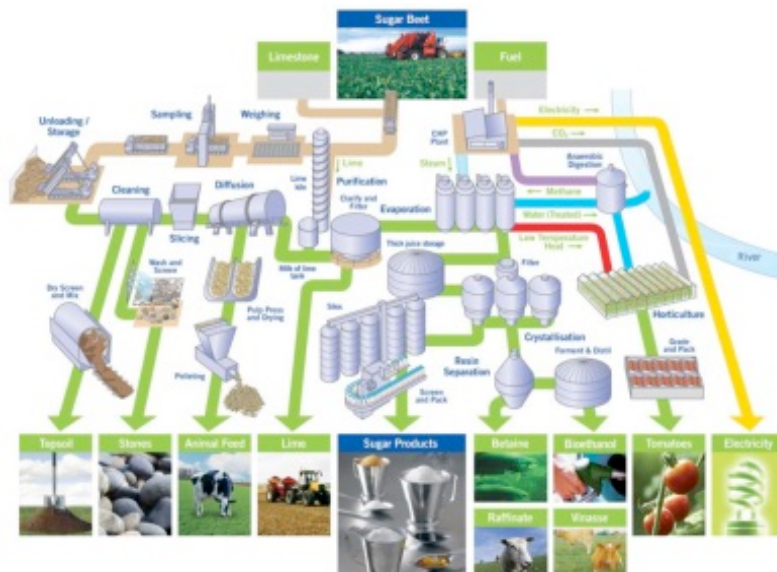 Sugar Beet
Limestone
Fuel
Electricity
CO₂
Unloading /
Storage
Sampling
Weighing
CHP
Plant
Anaerobic
Digestion
Lime
Kiln
Lime
Steam
Methane
Cleaning
Diffusion
Purification
Clarify and
Filter
Evaporation
Water (Treated)
Slicing
Low Temperature
Heat
River
Wash and
Screen
Milk of lime
tank
Thick juice storage
Filter
Dry Screen
and Mix
Pulp Press
and Drying
Silos
Horticulture
Crystallisation
Pelleting
Separation
Ferment & Distil
Grade
and Pack
Screen
and Pack
Topsoil
Stones
Animal Feed
Lime
Sugar Products
Betaine
Bioethanol
Tomatoes
Electricity
Raffinate
Vinasse